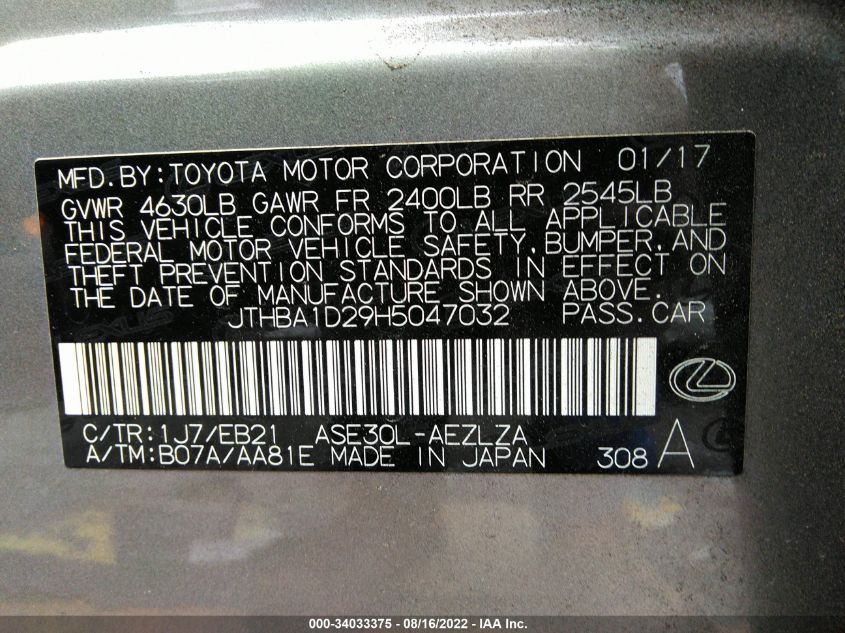 MFD.BY:TOYOTA MOTOR CORPORATION 01/17
GVWR 4630LB GAWR FR 2400LB RR 2545LB
THIS VEHICLE CONFORMS TO ALL APPLICABLE
FEDERAL MOTOR VEHICLE SAFETY,BUMPER,AND
THEFT PREVENTION STANDARDS IN EFFECT ON
THE DATE OF MANUFACTURE SHOWN ABOVE.
JTHBA1D29H5047032 PASS.CAR
C/TR:1J7/EB21 ASE30L-AEZLZA
A/TM:B07A/AA81E MADE IN JAPAN 308 A
000-34033375 - 08/16/2022 - IAA Inc.